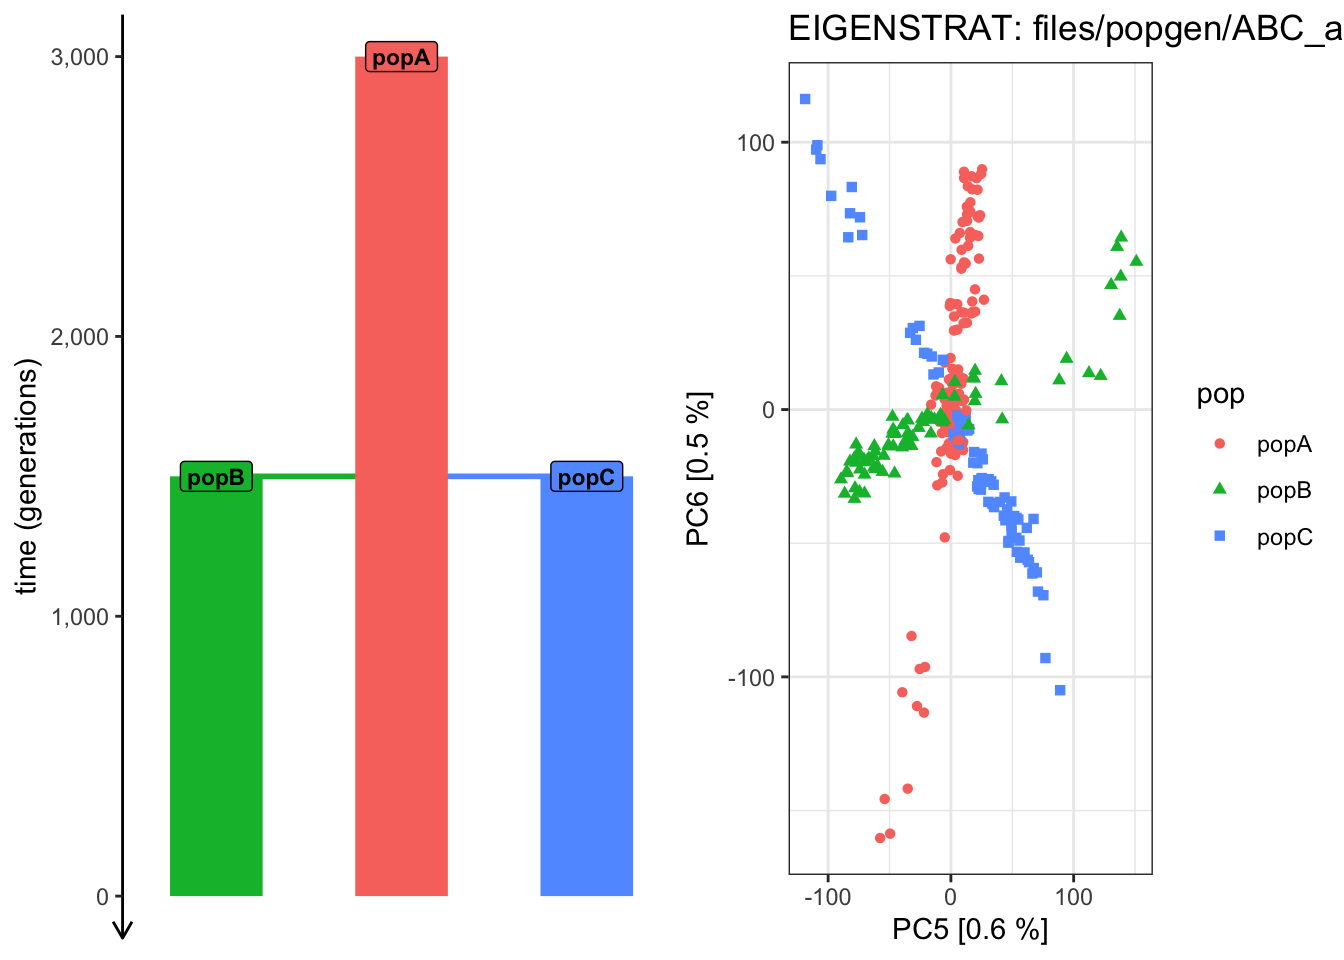 EIGENSTRAT: files/popgen/ABC_a
time (generations)
3,000
2,000
1,000
0
popA
popB
popC
PC6 [0.5 %]
100
0
-100
-100
0
100
PC5 [0.6 %]
pop
popA
popB
popC